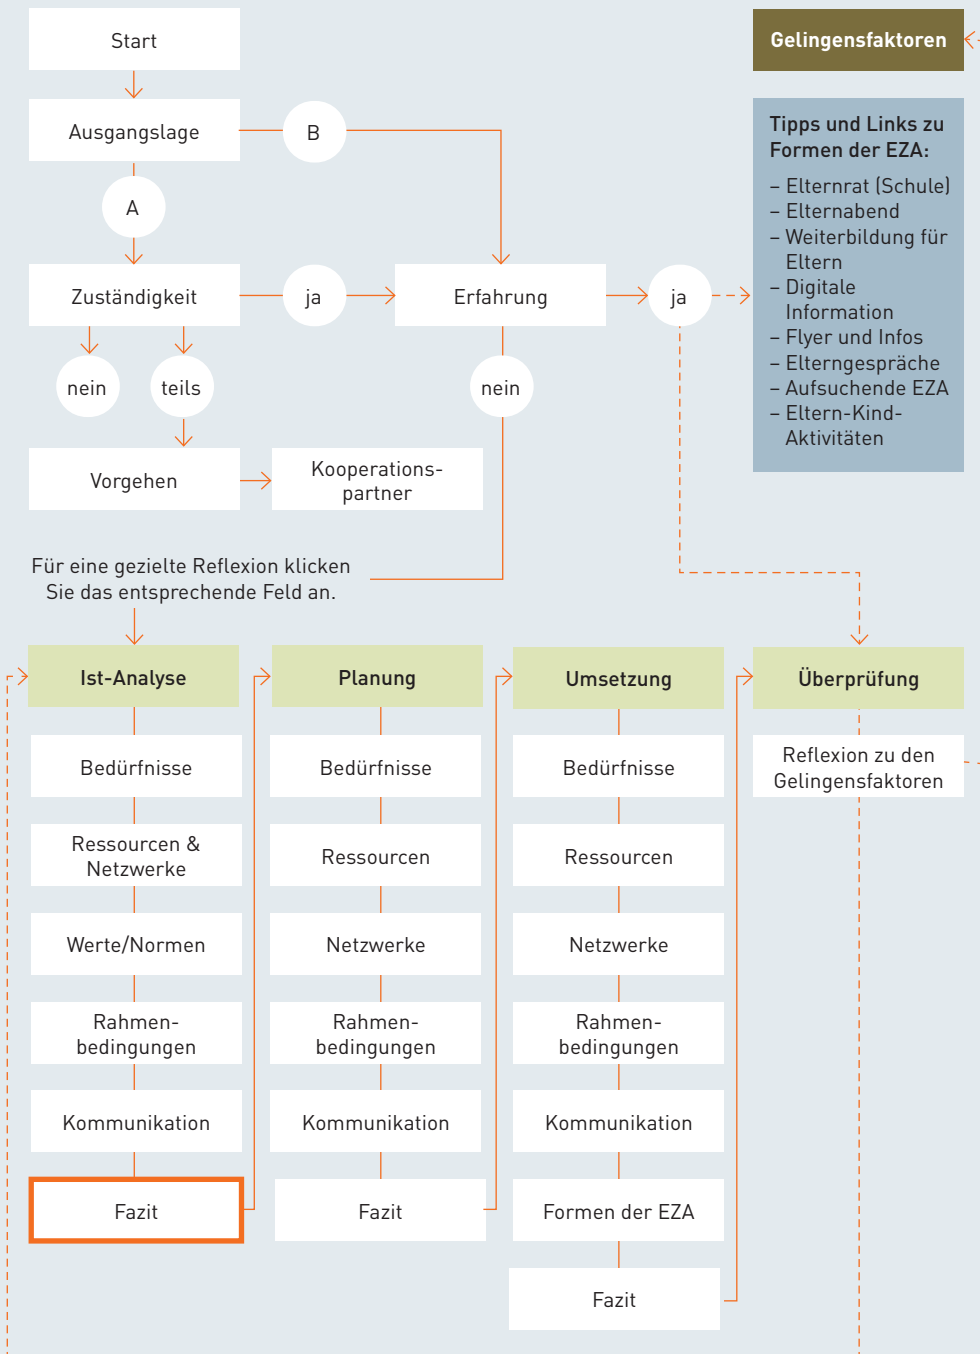 Start
Gelingensfaktoren
Ausgangslage
B
A
Tipps und Links zu
Formen der EZA:
– Elternrat (Schule)
– Elternabend
– Weiterbildung für
Eltern
– Digitale
Information
– Flyer und Infos
– Elterngespräche
– Aufsuchende EZA
– Eltern-Kind-
Aktivitäten
Zuständigkeit
ja
Erfahrung
ja
nein
teils
nein
Vorgehen
Kooperations-
partner
Für eine gezielte Reflexion klicken
Sie das entsprechende Feld an.
Ist-Analyse
Bedürfnisse
Ressourcen &
Netzwerke
Werte/Normen
Rahmen-
bedingungen
Kommunikation
Fazit
Planung
Bedürfnisse
Ressourcen
Netzwerke
Rahmen-
bedingungen
Kommunikation
Fazit
Umsetzung
Bedürfnisse
Ressourcen
Netzwerke
Rahmen-
bedingungen
Kommunikation
Formen der EZA
Fazit
Überprüfung
Reflexion zu den
Gelingensfaktoren